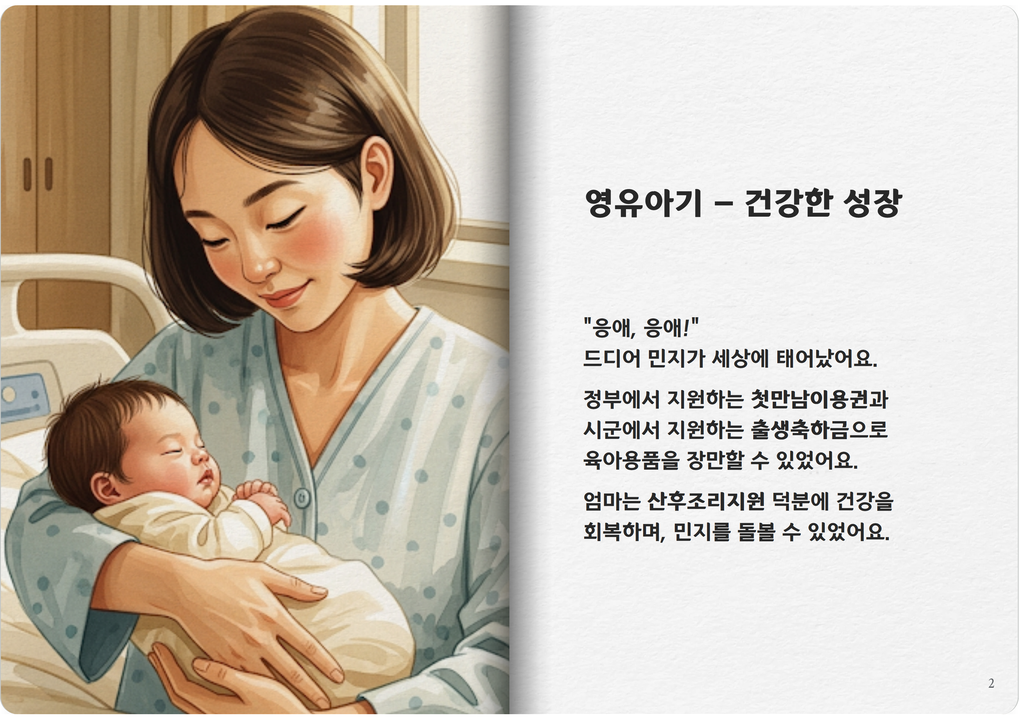 영유아기 – 건강한 성장
"응애, 응애!"
드디어 민지가 세상에 태어났어요.
정부에서 지원하는 첫만남이용권과
시군에서 지원하는 출생축하금으로
육아용품을 장만할 수 있었어요.
엄마는 산후조리지원 덕분에 건강을
회복하며, 민지를 돌볼 수 있었어요.
2